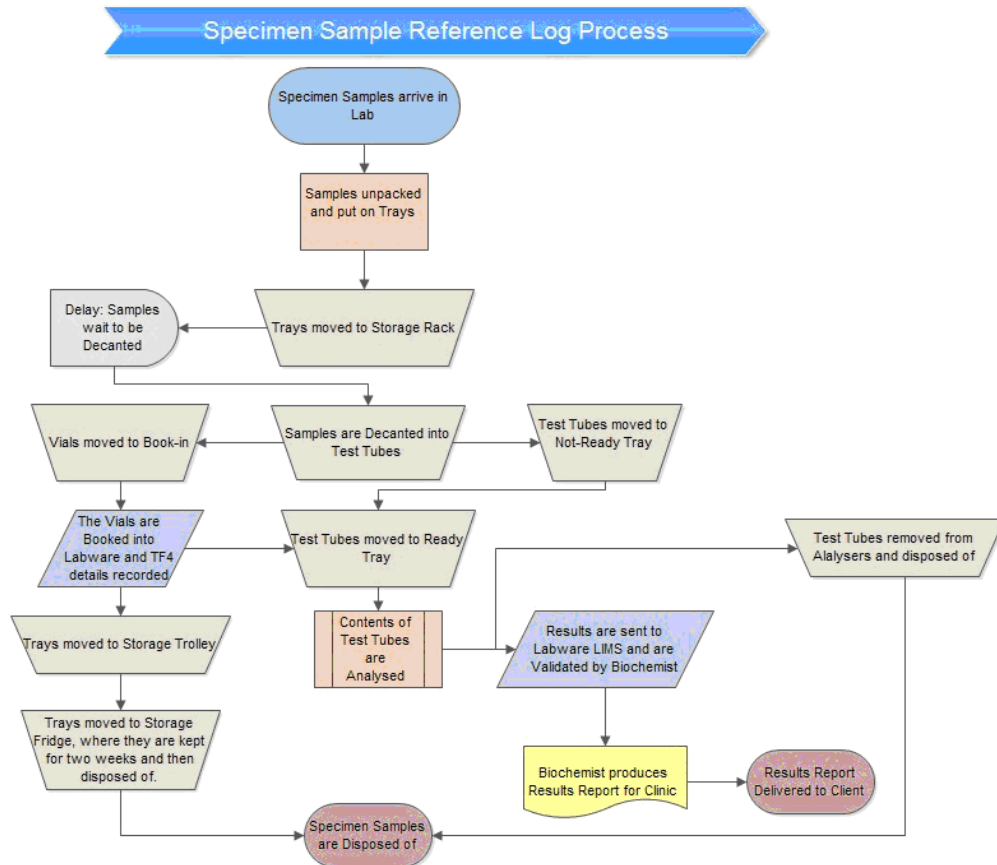 Specimen Sample Reference Log Process
Specimen Samples arrive in
Lab
Samples unpacked
and put on Trays
Delay: Samples
wait to be
Decanted
Trays moved to Storage Rack
Vials moved to Book-in
Samples are Decanted into
Test Tubes
Test Tubes moved to
Not-Ready Tray
The Vials are
Booked into
Labware and TF4
details recorded
Test Tubes moved to Ready
Tray
Test Tubes removed from
Alalysers and disposed of
Trays moved to Storage Trolley
Contents of
Test Tubes
are
Analysed
Results are sent to
Labware LIMS and are
Validated by Biochemist
Trays moved to Storage
Fridge, where they are kept
for two weeks and then
disposed of.
Biochemist produces
Results Report for Clinic
Results Report
Delivered to Client
Specimen Samples
are Disposed of